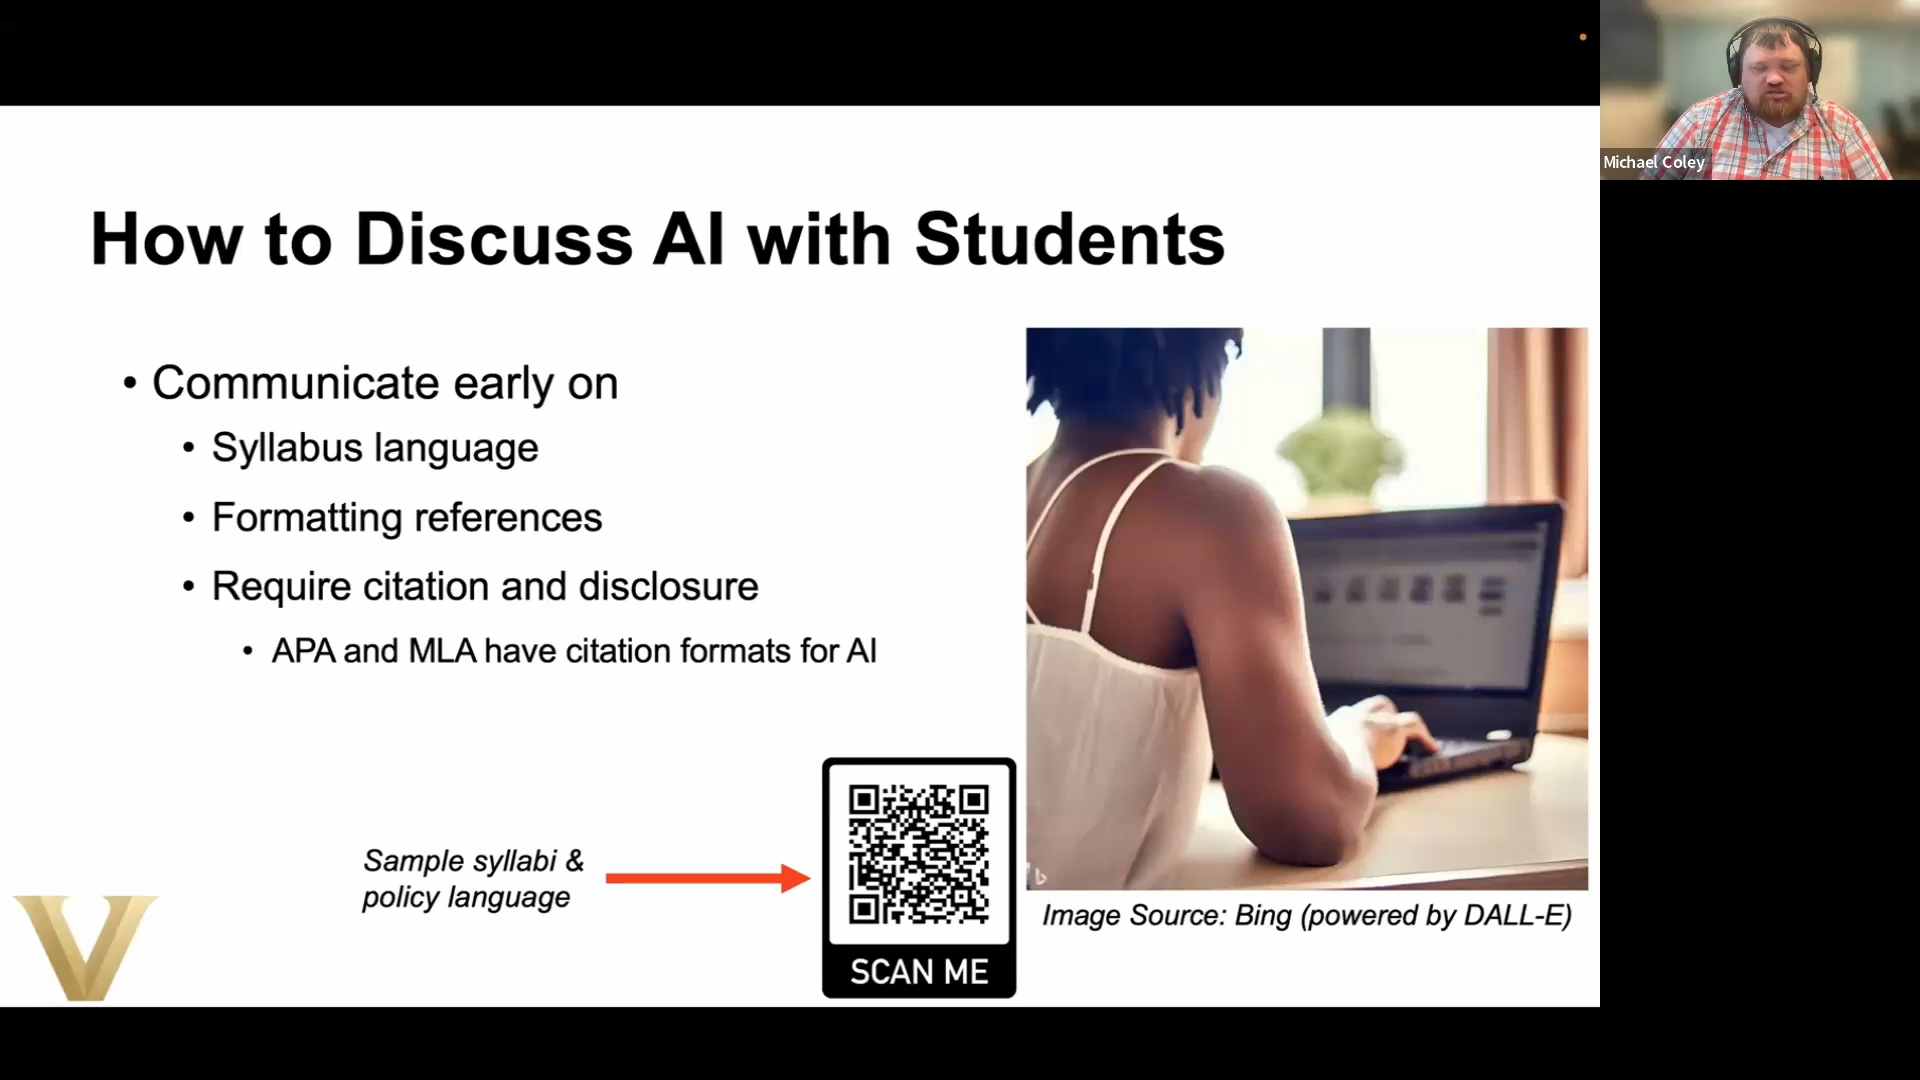 Michael Coley
How to Discuss AI with Students
• Communicate early on
• Syllabus language
• Formatting references
• Require citation and disclosure
• APA and MLA have citation formats for AI
Sample syllabi &
policy language
SCAN ME
Image Source: Bing (powered by DALL-E)
V